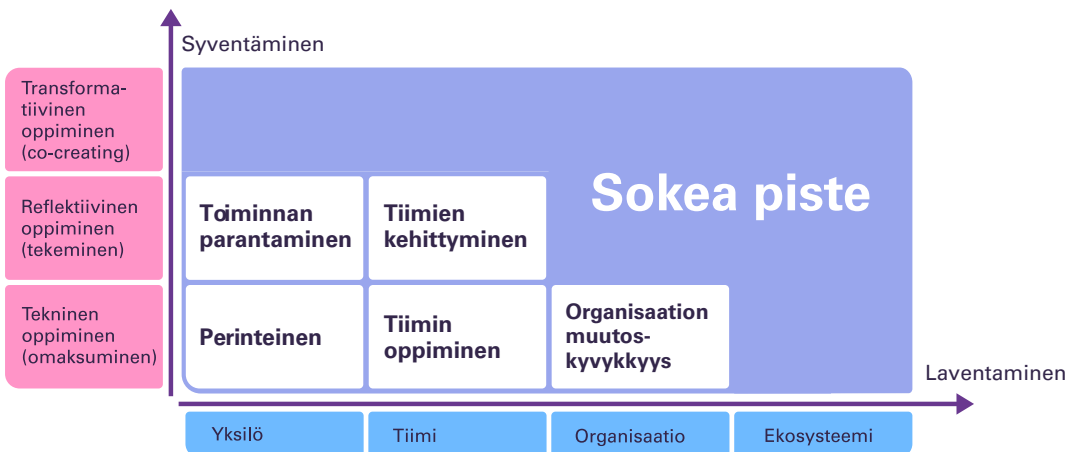 Syventäminen
Transforma-
tiivinen
oppiminen
(co-creating)
Sokea piste
Reflektiivinen
oppiminen
(tekeminen)
Toiminnan
parantaminen
Tiimien
kehittyminen
Tekninen
oppiminen
(omaksuminen)
Perinteinen
Tiimin
oppiminen
Organisaation
muutos-
kyvykkyys
Laventaminen
Yksilö
Tiimi
Organisaatio
Ekosysteemi